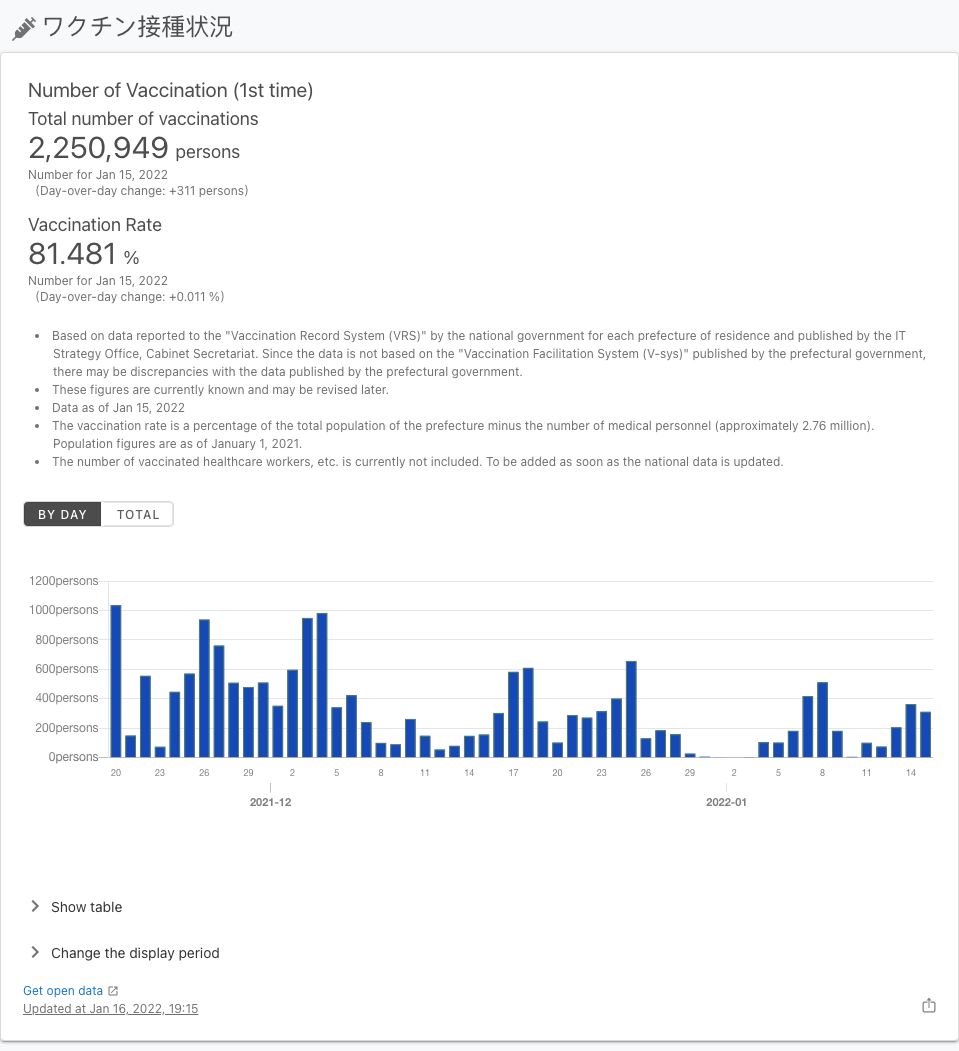 ワクチン接種状況
Number of Vaccination (1st time)
Total number of vaccinations
2,250,949 persons
Number for Jan 15, 2022
(Day-over-day change: +311 persons)
Vaccination Rate
81.481 %
Number for Jan 15, 2022
(Day-over-day change: +0.011 %)
• Based on data reported to the "Vaccination Record System (VRS)" by the national government for each prefecture of residence and published by the IT
Strategy Office, Cabinet Secretariat. Since the data is not based on the "Vaccination Facilitation System (V-sys)" published by the prefectural government,
there may be discrepancies with the data published by the prefectural government.
• These figures are currently known and may be revised later.
• Data as of Jan 15, 2022
• The vaccination rate is a percentage of the total population of the prefecture minus the number of medical personnel (approximately 2.76 million).
Population figures are as of January 1, 2021.
• The number of vaccinated healthcare workers, etc. is currently not included. To be added as soon as the national data is updated.
BY DAY TOTAL
1200persons
1000persons
800persons
600persons
400persons
200persons
0persons
20 23 26 29 2 5 8 11 14 17 20 23 26 29 2 5 8 11 14
2021-12 2022-01
Show table
Change the display period
Get open data
Updated at Jan 16, 2022, 19:15